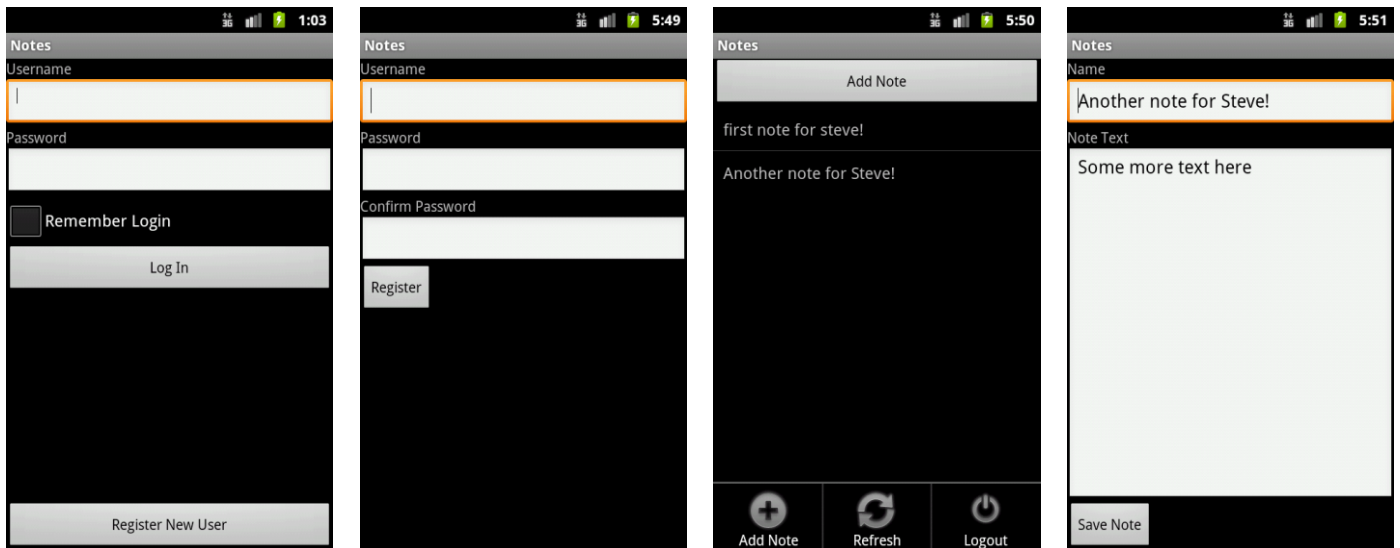 1:03
Notes
Username
Password
Remember Login
Log In
Register New User
5:49
Notes
Username
Password
Confirm Password
Register
5:50
Notes
Add Note
first note for steve!
Another note for Steve!
Add Note Refresh Logout
5:51
Notes
Name
Another note for Steve!
Note Text
Some more text here
Save Note